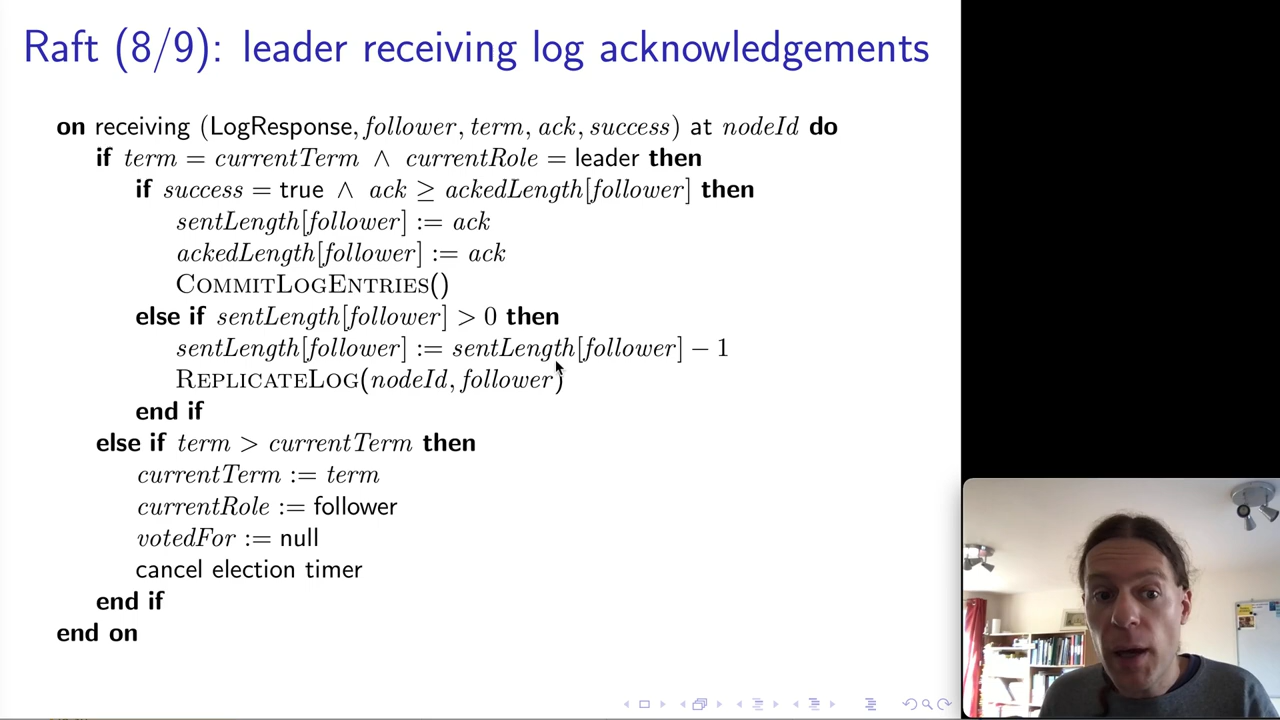 Raft (8/9): leader receiving log acknowledgements
on receiving (LogResponse, follower, term, ack, success) at nodeId do
if term = currentTerm ∧ currentRole = leader then
if success = true ∧ ack ≥ ackedLength[follower] then
sentLength[follower] := ack
ackedLength[follower] := ack
CommitLogEntries()
else if sentLength[follower] > 0 then
sentLength[follower] := sentLength[follower] − 1
ReplicateLog(nodeId, follower)
end if
else if term > currentTerm then
currentTerm := term
currentRole := follower
votedFor := null
cancel election timer
end if
end on